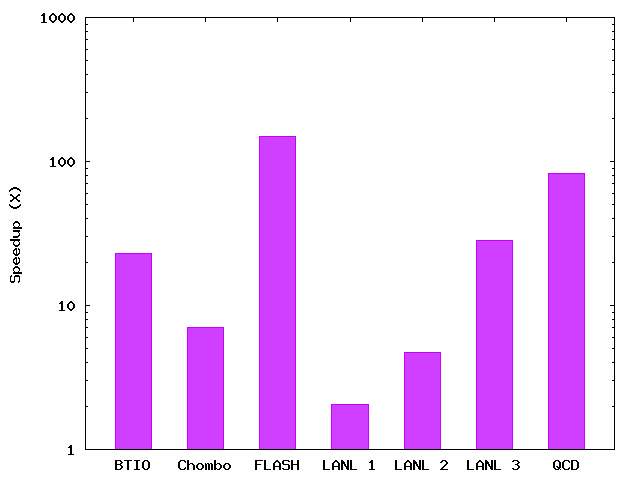 1000
100
10
1
Speedup (X)
BTIO Chombo FLASH LANL 1 LANL 2 LANL 3 QCD